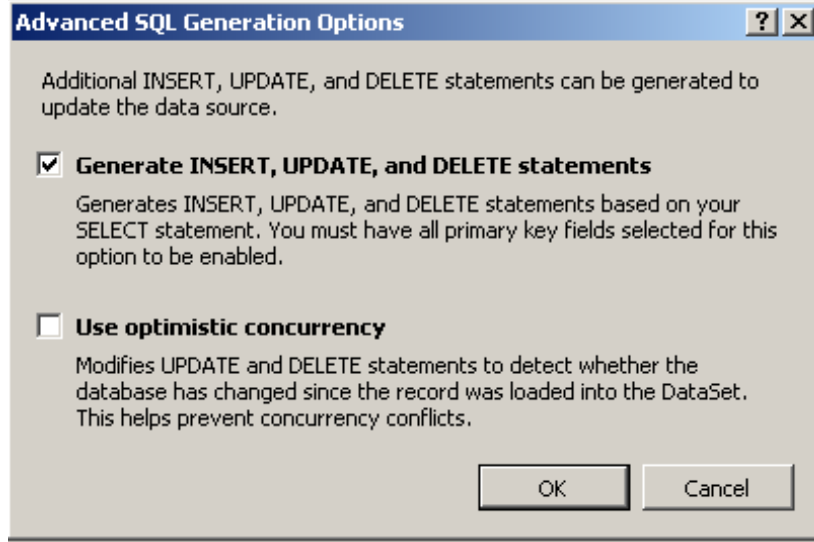 Advanced SQL Generation Options
Additional INSERT, UPDATE, and DELETE statements can be generated to
update the data source.
Generate INSERT, UPDATE, and DELETE statements
Generates INSERT, UPDATE, and DELETE statements based on your
SELECT statement. You must have all primary key fields selected for this
option to be enabled.
Use optimistic concurrency
Modifies UPDATE and DELETE statements to detect whether the
database has changed since the record was loaded into the DataSet.
This helps prevent concurrency conflicts.
OK Cancel